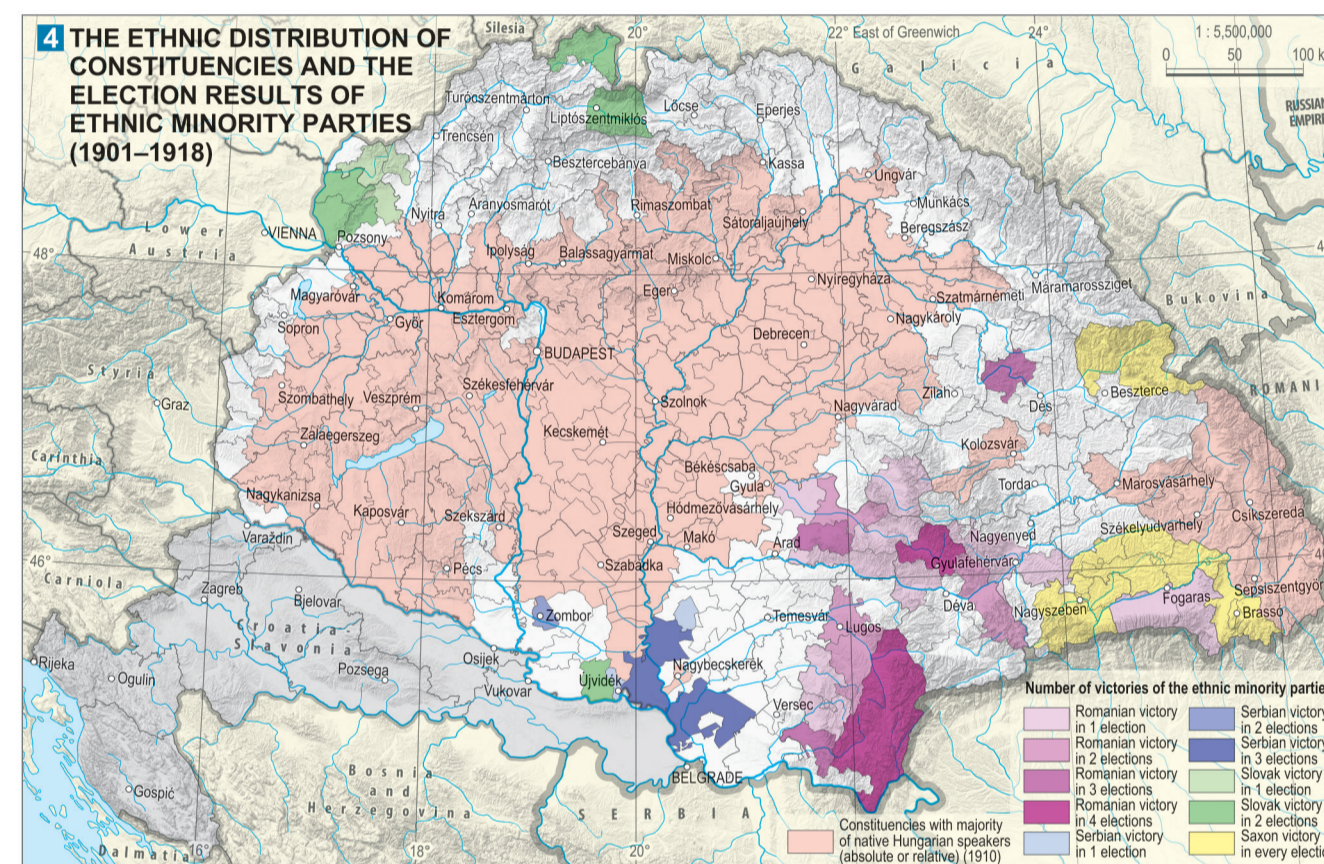 4 THE ETHNIC DISTRIBUTION OF
CONSTITUENCIES AND THE
ELECTION RESULTS OF
ETHNIC MINORITY PARTIES
(1901–1918)
Silesia
20°
22° East of Greenwich
24°
1 : 5,500,000
0 50 100 k
Galicia
RUSSIAN
EMPIR
Turócszentmárton
Lőcse
Eperjes
Liptószentmiklós
Trencsén
Besztercebánya
Kassa
Ungvár
Nyitra
Aranyosmarót
Rimaszombat
Munkács
Lower
Austria
VIENNA
Pozsony
Sátoraljaújhely
Beregszász
48°
Ipolyság
Balassagyarmat
Miskolc
Nyíregyháza
Máramarossziget
Bukovina
Magyaróvár
Komárom
Eger
Szatmárnémeti
Sopron
Győr
Esztergom
Nagykároly
Debrecen
BUDAPEST
Styria
Graz
Székesfehérvár
Szombathely
Veszprém
Szolnok
Zilah
Dés
Beszterce
ROMANI
Nagyvárad
Zalaegerszeg
Kecskemét
Kolozsvár
Carinthia
Békéscsaba
Gyula
Torda
Marosvásárhely
Nagykanizsa
Kaposvár
Szekszárd
Hódmezővásárhely
Csíkszereda
Varaždin
Szeged
Makó
Arad
Nagyenyed
Székelyudvarhely
46°
Pécs
Szabadka
Gyulafehérvár
Carniola
Zagreb
Bjelovar
Zombor
Temesvár
Déva
Nagyszeben
Fogaras
Sepsiszentgyör
Brassó
Croatia-
Slavonia
Lugos
Rijeka
Ogulin
Pozsega
Osijek
Újvidék
Nagybecskerek
Vukovar
Versec
Bosnia
and
Herzegovina
BELGRADE
SERBIA
Gospić
Dalmatia
16°
18°
20°
Number of victories of the ethnic minority partie
Romanian victory
in 1 election
Romanian victory
in 2 elections
Romanian victory
in 3 elections
Romanian victory
in 4 elections
Serbian victory
in 1 election
Serbian victory
in 2 elections
Serbian victory
in 3 elections
Slovak victory
in 1 election
Slovak victory
in 2 elections
Saxon victory
in every electi
Constituencies with majority
of native Hungarian speakers
(absolute or relative) (1910)